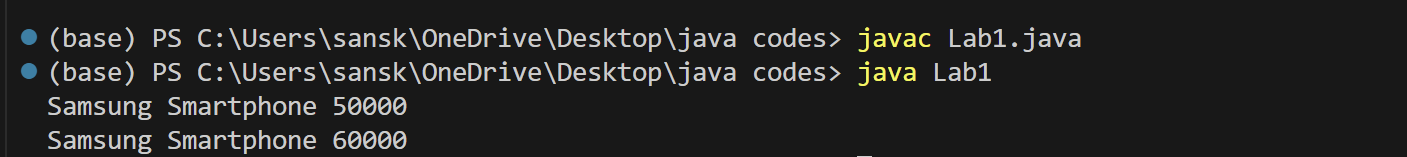 (base) PS C:\Users\sansk\OneDrive\Desktop\java codes> javac Lab1.java
(base) PS C:\Users\sansk\OneDrive\Desktop\java codes> java Lab1
Samsung Smartphone 50000
Samsung Smartphone 60000